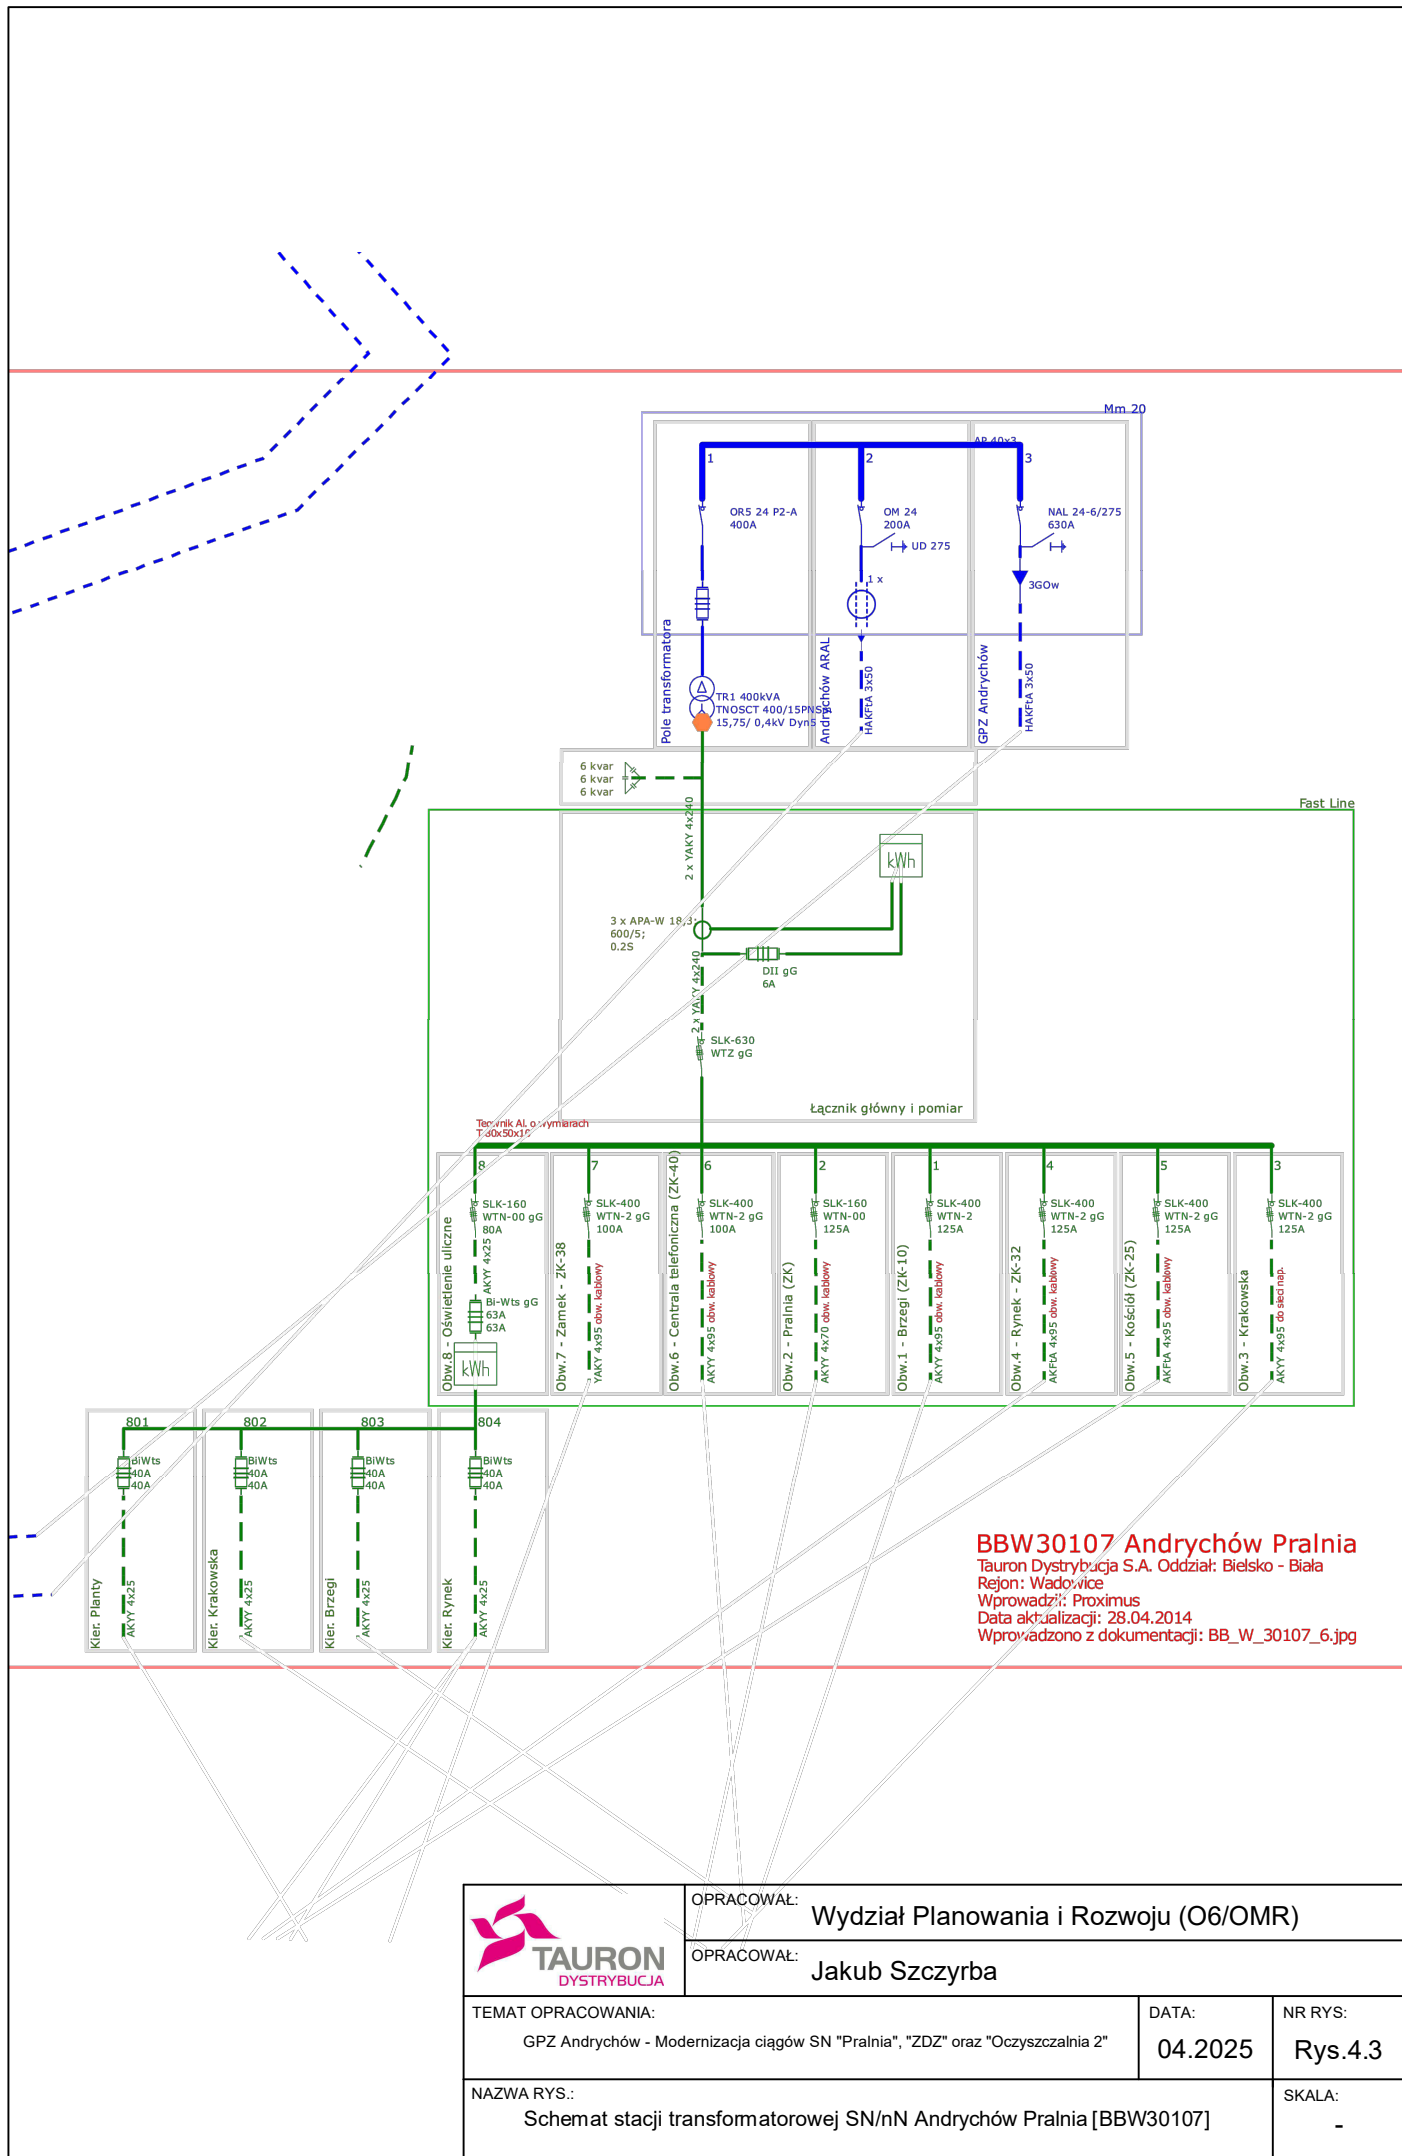 Mm 20
AP 40x3
1
2
3
OR5 24 P2-A
400A
OM 24
200A
UD 275
NAL 24-6/275
630A
1 x
3GOw
Pole transformatora
Andrychów ARAL
HAKFtA 3x50
GPZ Andrychów
HAKFtA 3x50
TR1 400kVA
TNOSCT 400/15PNS
15,75/ 0,4kV Dyn5
6 kvar
6 kvar
6 kvar
Fast Line
2 x YAKY 4x240
kWh
3 x APA-W 18,3;
600/5;
0.2S
DII gG
6A
2 x YAKY 4x240
SLK-630
WTZ gG
Łącznik główny i pomiar
Teownik Al. o wymiarach
T 80x50x10
8
SLK-160
WTN-00 gG
80A
AKYY 4x25
Bi-Wts gG
63A
63A
kWh
Obw.8 - Oświetlenie uliczne
7
SLK-400
WTN-2 gG
100A
Obw.7 - Zamek - ZK-38
YAKY 4x95 obw. kablowy
6
SLK-400
WTN-2 gG
100A
Obw.6 - Centrala telefoniczna (ZK-40)
AKYY 4x95 obw. kablowy
2
SLK-160
WTN-00
125A
Obw.2 - Pralnia (ZK)
AKYY 4x70 obw. kablowy
1
SLK-400
WTN-2
125A
Obw.1 - Brzegi (ZK-10)
AKYY 4x95 obw. kablowy
4
SLK-400
WTN-2 gG
125A
Obw.4 - Rynek - ZK-32
AKFtA 4x95 obw. kablowy
5
SLK-400
WTN-2 gG
125A
Obw.5 - Kościół (ZK-25)
AKFtA 4x95 obw. kablowy
3
SLK-400
WTN-2 gG
125A
Obw.3 - Krakowska
AKYY 4x95 do sieci nap.
801
BiWts
40A
40A
Kier. Planty
AKYY 4x25
802
BiWts
40A
40A
Kier. Krakowska
AKYY 4x25
803
BiWts
40A
40A
Kier. Brzegi
AKYY 4x25
804
BiWts
40A
40A
Kier. Rynek
AKYY 4x25
BBW30107 Andrychów Pralnia
Tauron Dystrybucja S.A. Oddział: Bielsko - Biała
Rejon: Wadowice
Wprowadził: Proximus
Data aktualizacji: 28.04.2014
Wprowadzono z dokumentacji: BB_W_30107_6.jpg
TAURON
DYSTRYBUCJA
OPRACOWAŁ:
Wydział Planowania i Rozwoju (O6/OMR)
OPRACOWAŁ:
Jakub Szczyrba
TEMAT OPRACOWANIA:
GPZ Andrychów - Modernizacja ciągów SN "Pralnia", "ZDZ" oraz "Oczyszczalnia 2"
DATA:
04.2025
NR RYS:
Rys.4.3
NAZWA RYS.:
Schemat stacji transformatorowej SN/nN Andrychów Pralnia [BBW30107]
SKALA:
-